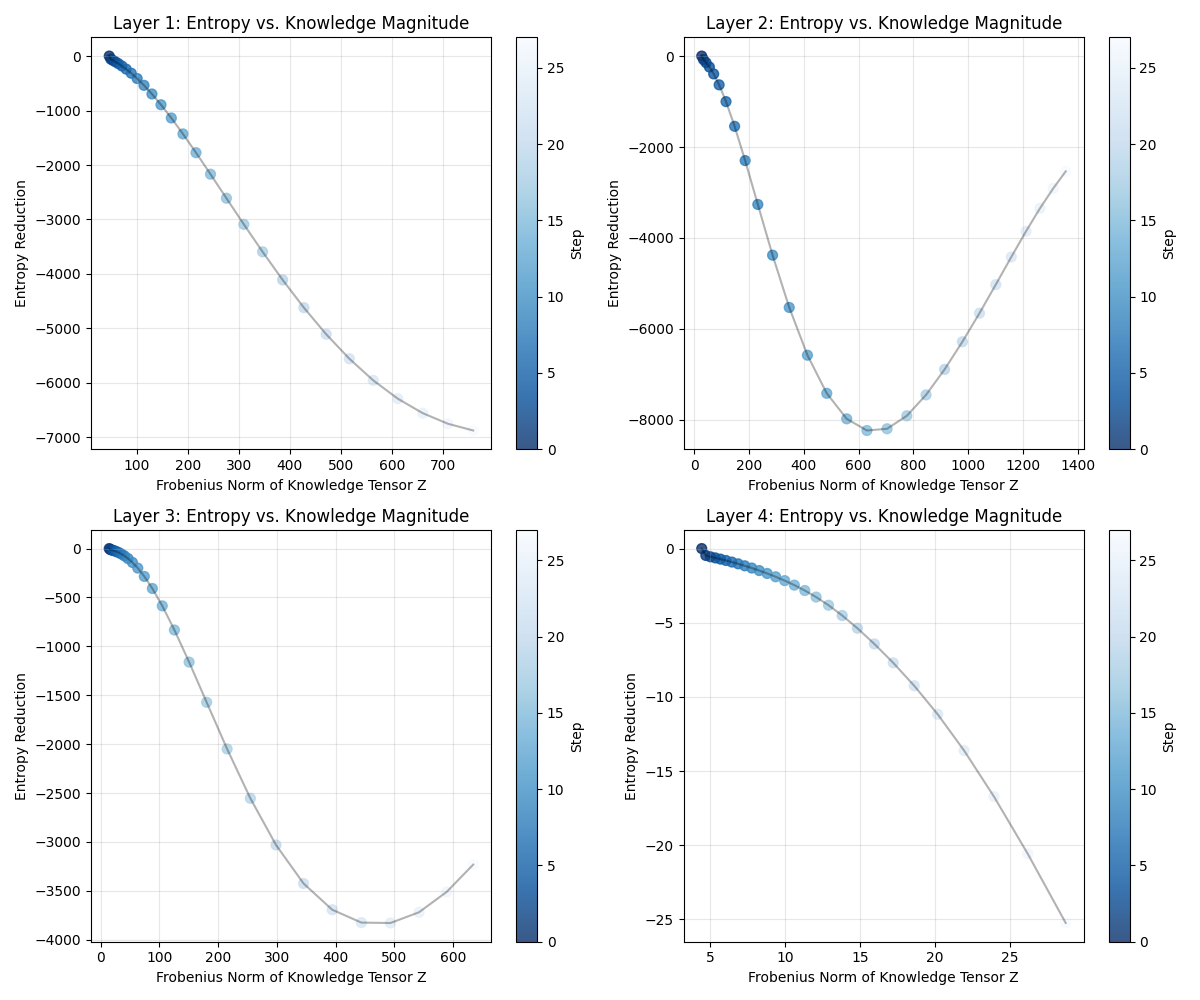 Layer 1: Entropy vs. Knowledge Magnitude
0
−1000
−2000
−3000
−4000
−5000
−6000
−7000
Entropy Reduction
100 200 300 400 500 600 700
Frobenius Norm of Knowledge Tensor Z
25
20
15
10
5
0
Step
Layer 2: Entropy vs. Knowledge Magnitude
0
−2000
−4000
−6000
−8000
Entropy Reduction
0 200 400 600 800 1000 1200 1400
Frobenius Norm of Knowledge Tensor Z
25
20
15
10
5
0
Step
Layer 3: Entropy vs. Knowledge Magnitude
0
−500
−1000
−1500
−2000
−2500
−3000
−3500
−4000
Entropy Reduction
0 100 200 300 400 500 600
Frobenius Norm of Knowledge Tensor Z
25
20
15
10
5
0
Step
Layer 4: Entropy vs. Knowledge Magnitude
0
−5
−10
−15
−20
−25
Entropy Reduction
5 10 15 20 25
Frobenius Norm of Knowledge Tensor Z
25
20
15
10
5
0
Step